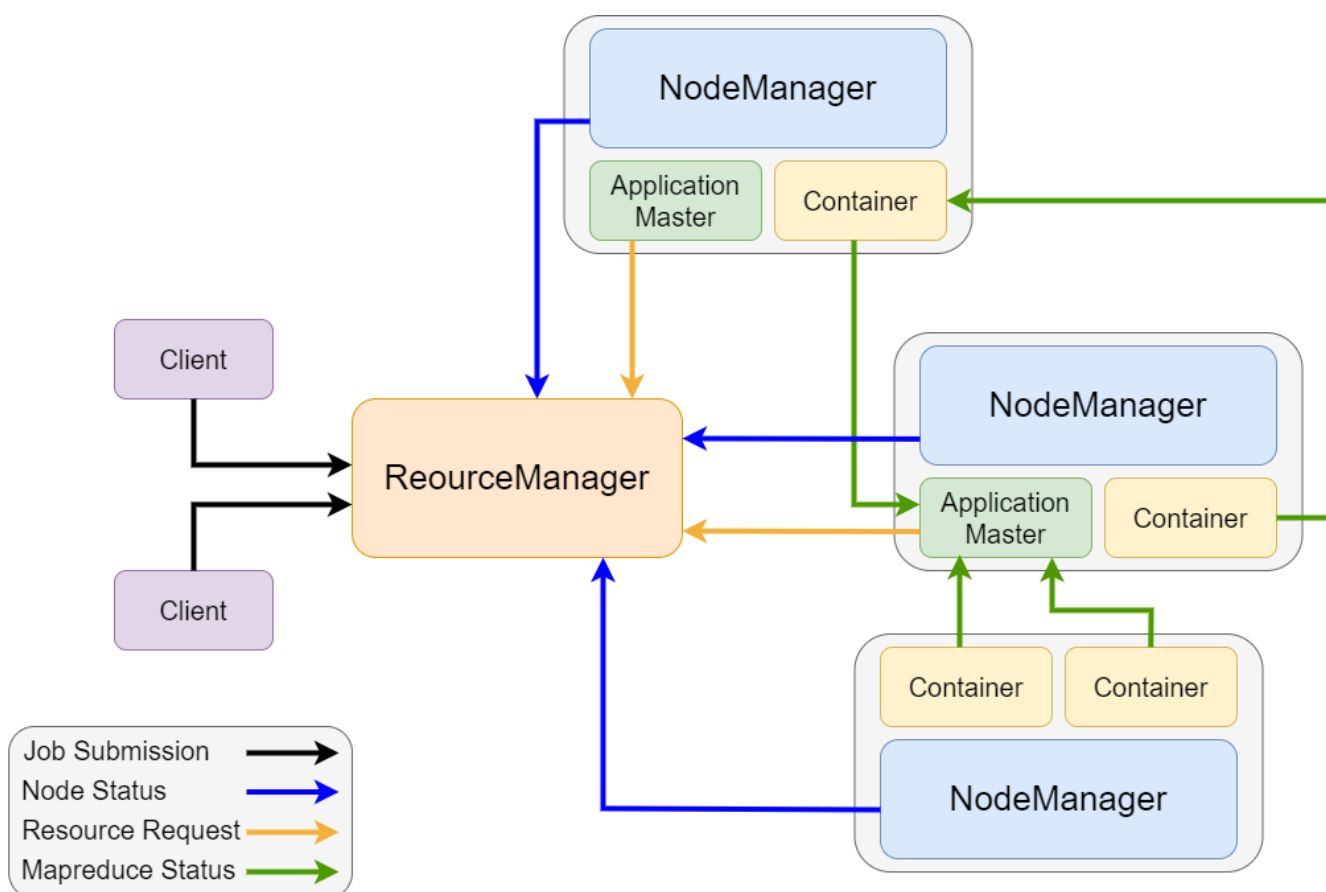 NodeManager
Application
Master
Container
Client
NodeManager
ReourceManager
Application
Master
Container
Client
Container
Container
NodeManager
Job Submission
Node Status
Resource Request
Mapreduce Status